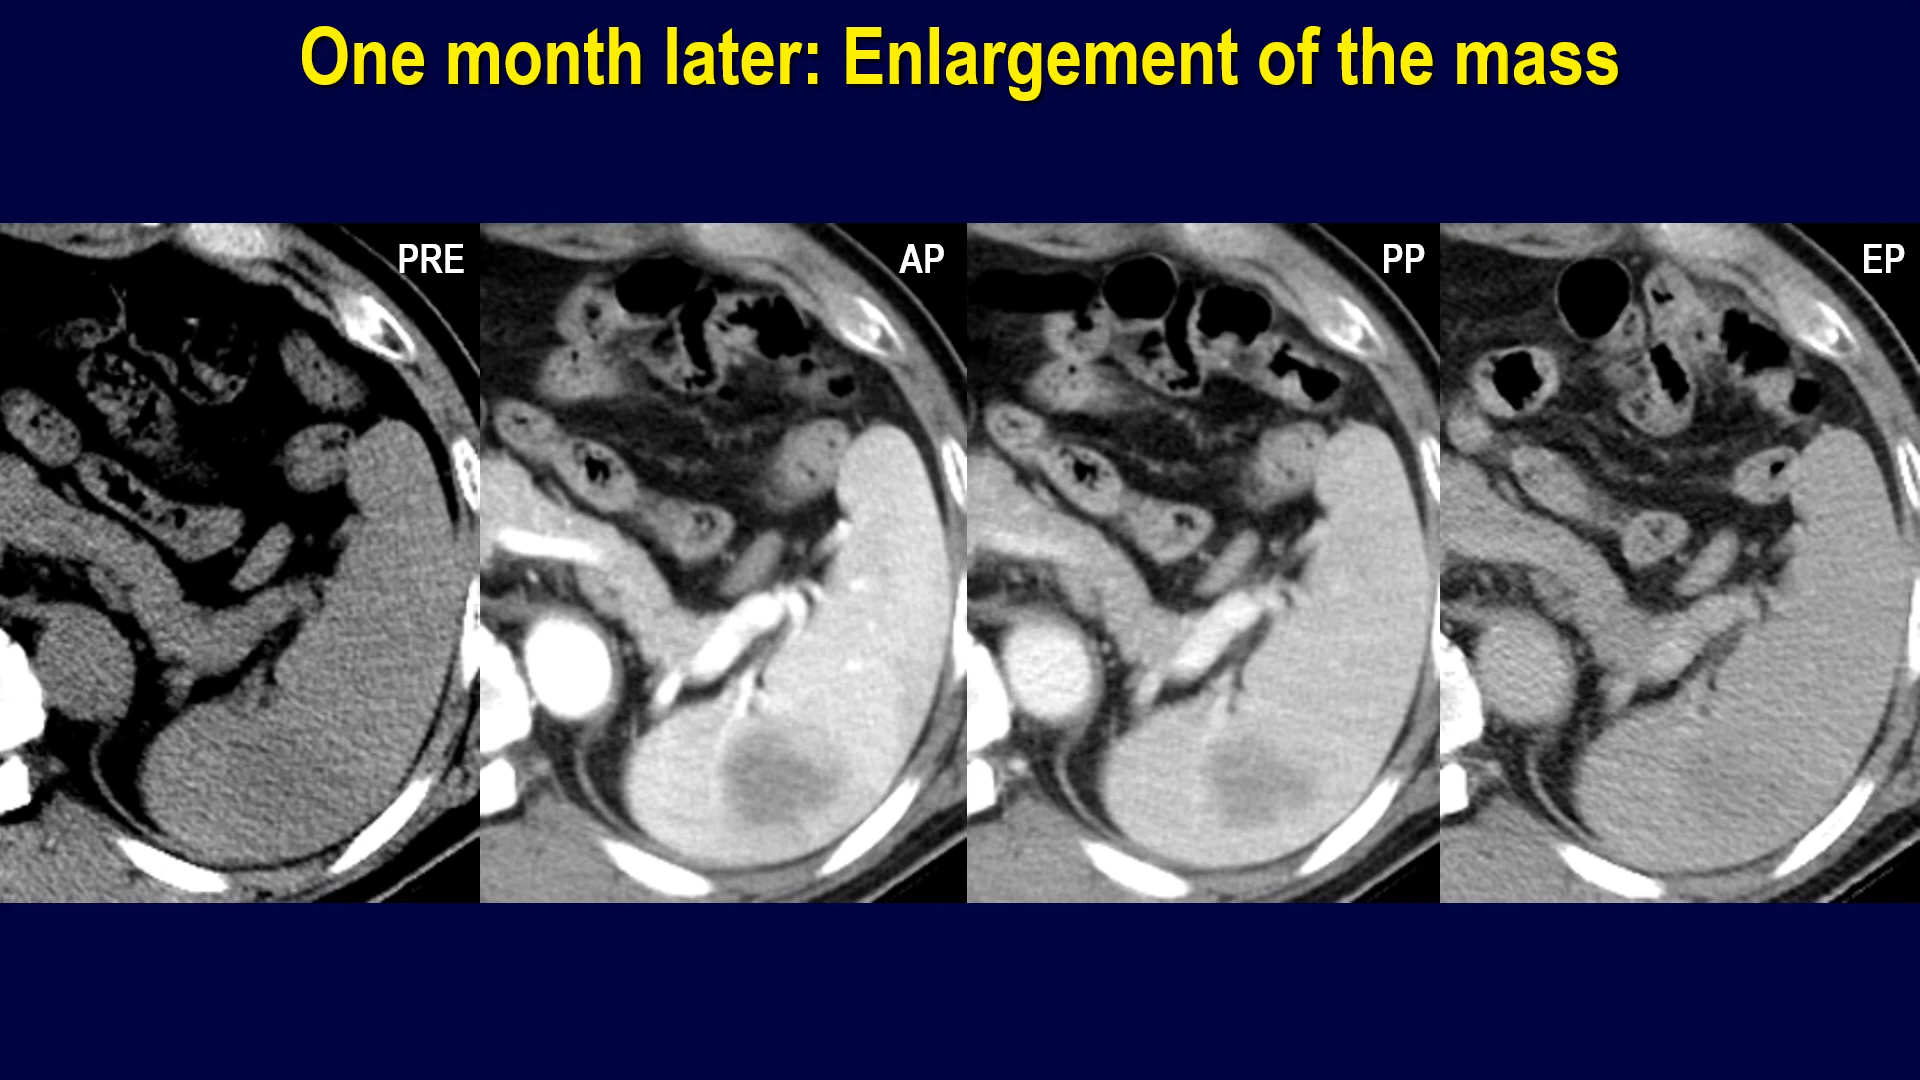 One month later: Enlargement of the mass
PRE
AP
PP
EP